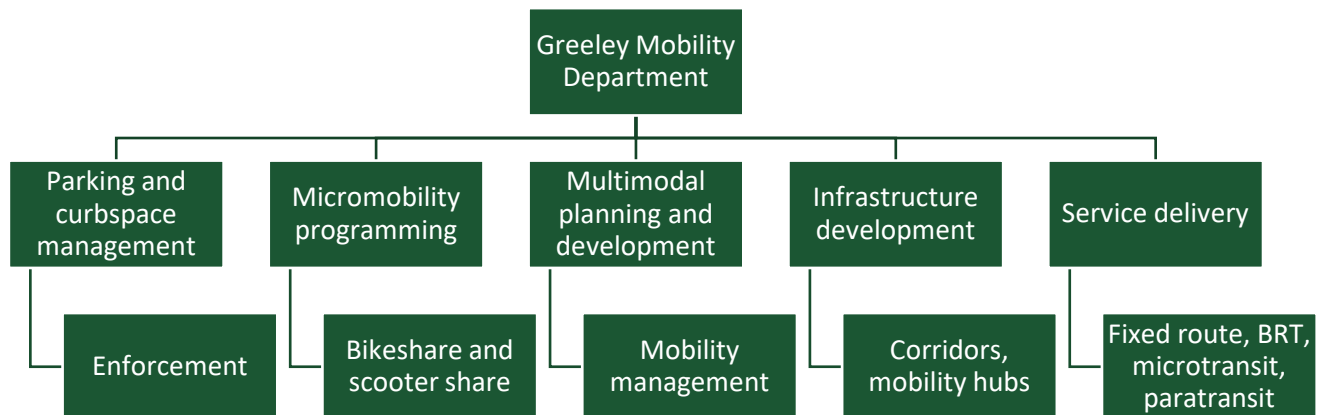 Greeley Mobility
Department
Parking and
curbspace
management
Micromobility
programming
Multimodal
planning and
development
Infrastructure
development
Service delivery
Enforcement
Bikeshare and
scooter share
Mobility
management
Corridors,
mobility hubs
Fixed route, BRT,
microtransit,
paratransit